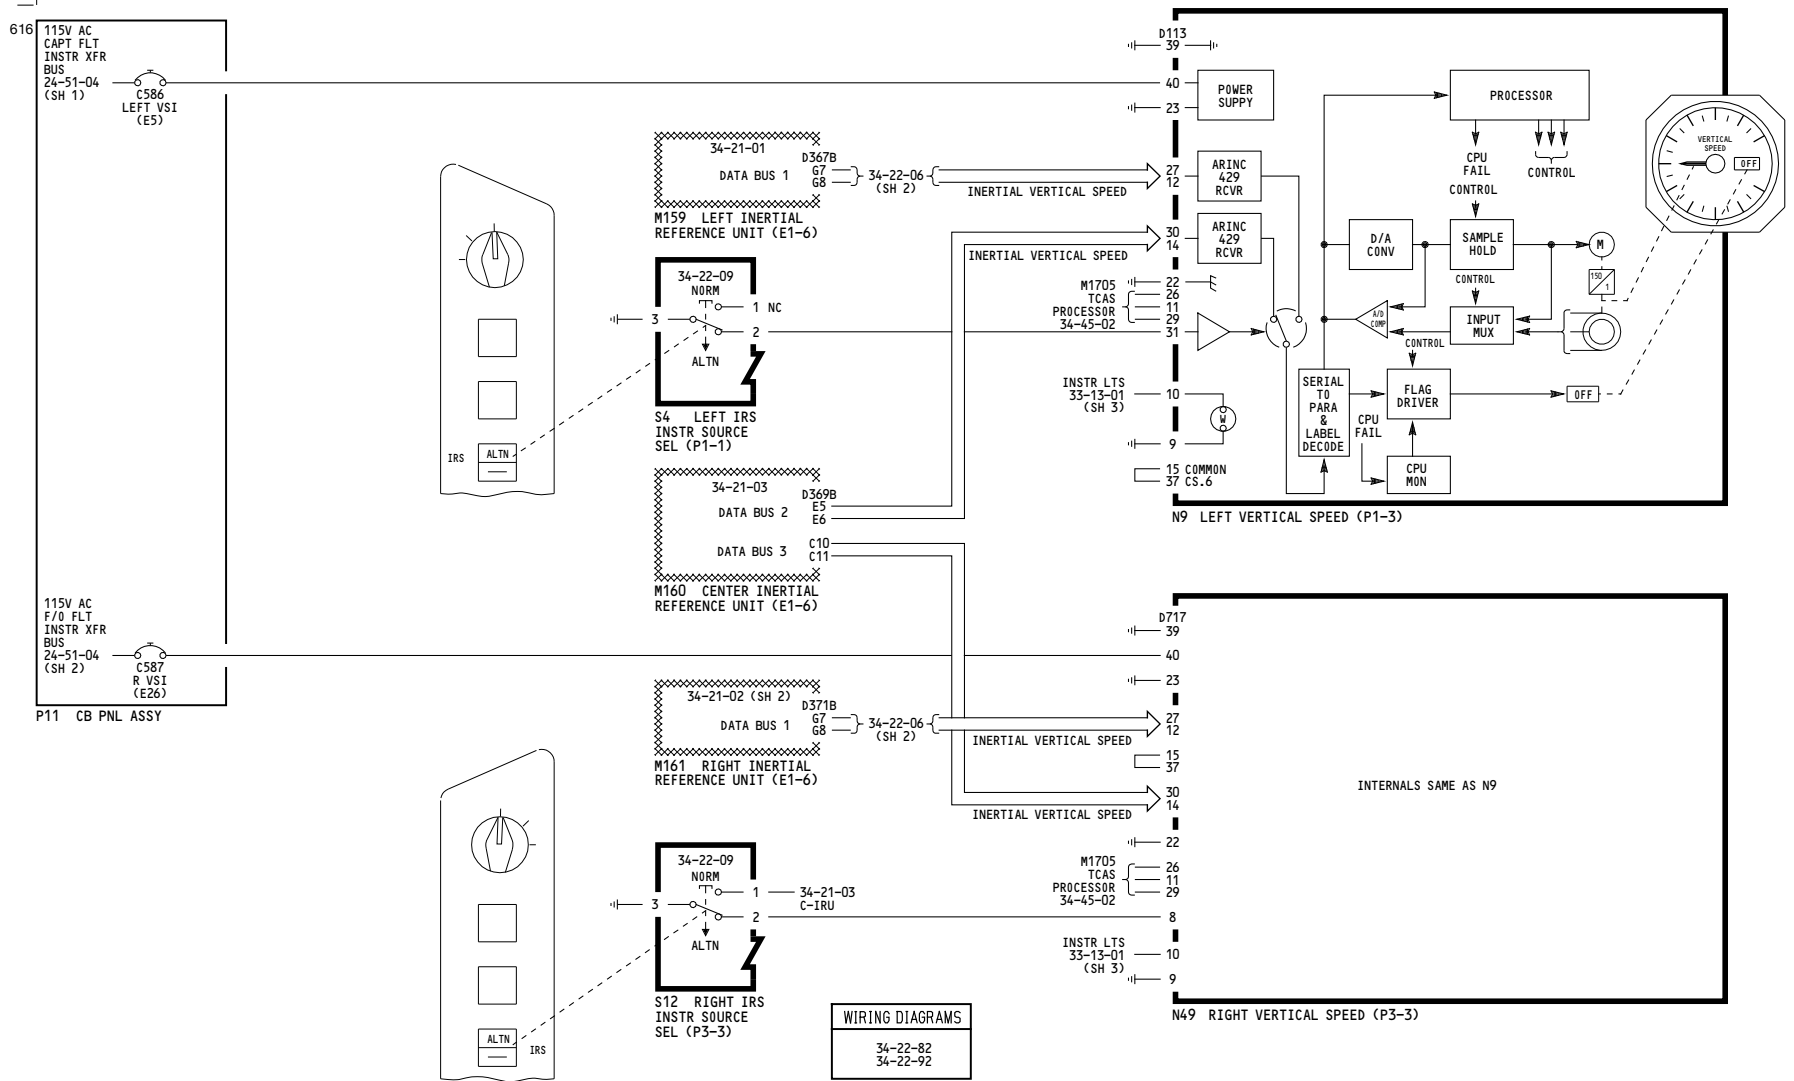 616
115V AC
CAPT FLT
INSTR XFR
BUS
24-51-04
(SH 1)
C586
LEFT VSI
(E5)
115V AC
F/O FLT
INSTR XFR
BUS
24-51-04
(SH 2)
C587
R VSI
(E26)
P11 CB PNL ASSY
IRS
ALTN
ALTN
IRS
34-21-01
D367B
DATA BUS 1
G7
G8
34-22-06
(SH 2)
INERTIAL VERTICAL SPEED
M159 LEFT INERTIAL
REFERENCE UNIT (E1-6)
34-22-09
NORM
1 NC
3
2
ALTN
S4 LEFT IRS
INSTR SOURCE
SEL (P1-1)
34-21-03
D369B
DATA BUS 2
E5
E6
DATA BUS 3
C10
C11
M160 CENTER INERTIAL
REFERENCE UNIT (E1-6)
INERTIAL VERTICAL SPEED
34-21-02 (SH 2)
D371B
DATA BUS 1
G7
G8
34-22-06
(SH 2)
INERTIAL VERTICAL SPEED
M161 RIGHT INERTIAL
REFERENCE UNIT (E1-6)
INERTIAL VERTICAL SPEED
34-22-09
NORM
1
34-21-03
C-IRU
3
2
ALTN
S12 RIGHT IRS
INSTR SOURCE
SEL (P3-3)
WIRING DIAGRAMS
34-22-82
34-22-92
D113
39
40
23
27
12
30
14
M1705
TCAS
PROCESSOR
34-45-02
22
26
11
29
31
INSTR LTS
33-13-01
(SH 3)
10
9
15 COMMON
37 CS.6
POWER
SUPPY
ARINC
429
RCVR
ARINC
429
RCVR
W
SERIAL
TO
PARA
&
LABEL
DECODE
PROCESSOR
CPU
FAIL
CONTROL
CONTROL
D/A
CONV
SAMPLE
HOLD
M
150
1
CONTROL
A/D
COMP
INPUT
MUX
CONTROL
FLAG
DRIVER
OFF
CPU
FAIL
CPU
MON
VERTICAL
SPEED
OFF
N9 LEFT VERTICAL SPEED (P1-3)
D717
39
40
23
27
12
15
37
30
14
22
M1705
TCAS
PROCESSOR
34-45-02
26
11
29
8
INSTR LTS
33-13-01
(SH 3)
10
9
INTERNALS SAME AS N9
N49 RIGHT VERTICAL SPEED (P3-3)